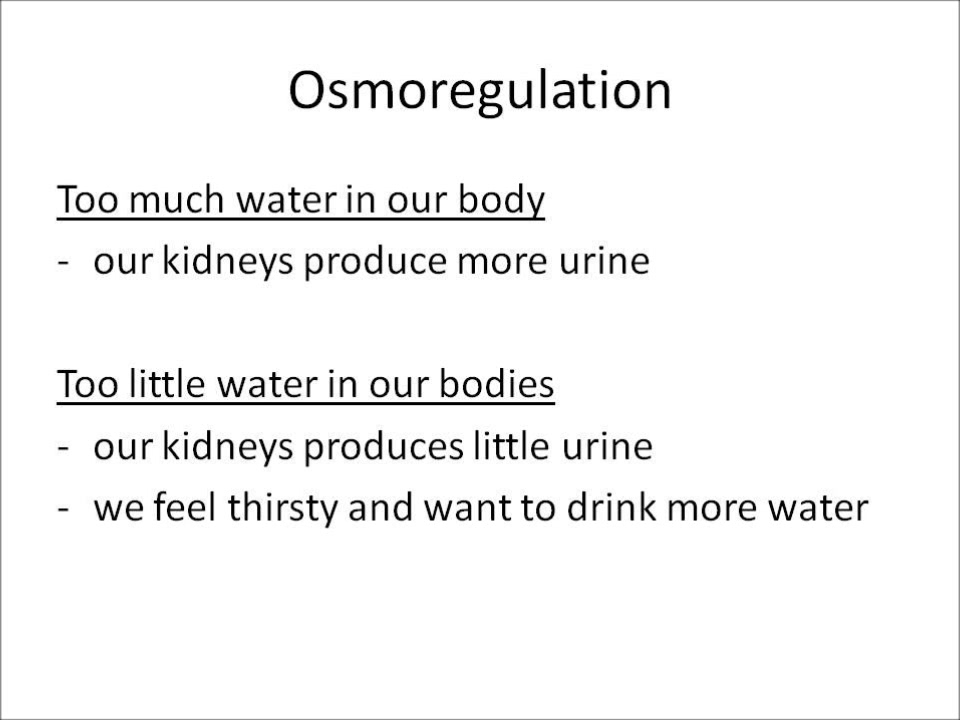 Osmoregulation
Too much water in our body
- our kidneys produce more urine
Too little water in our bodies
- our kidneys produces little urine
- we feel thirsty and want to drink more water